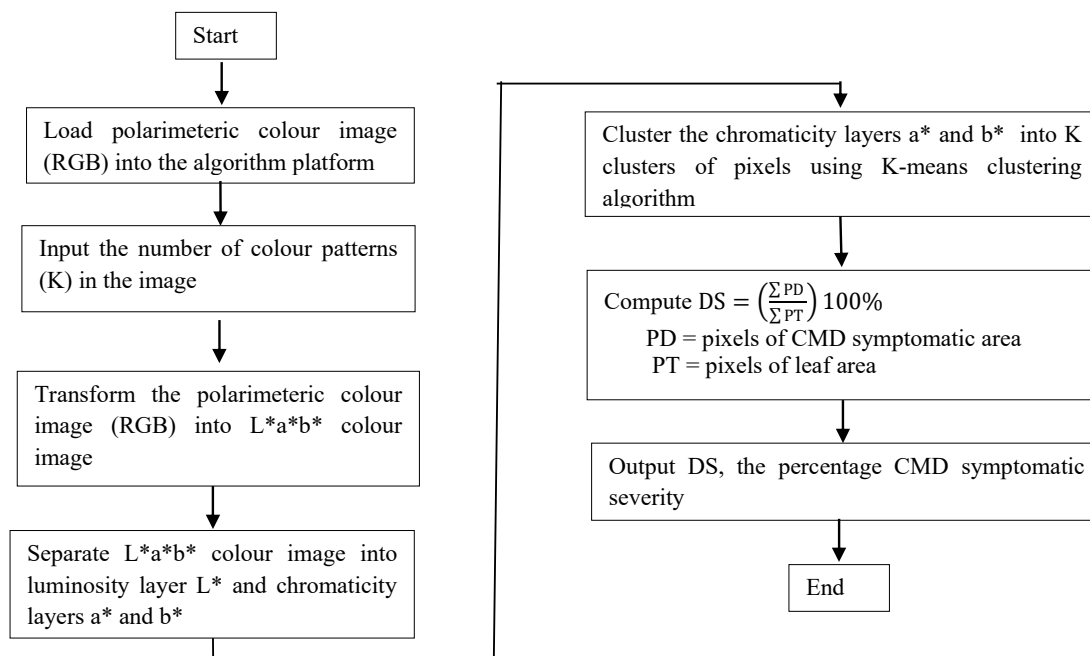 Start
Load polarimeteric colour image
(RGB) into the algorithm platform
Input the number of colour patterns
(K) in the image
Transform the polarimeteric colour
image (RGB) into L*a*b* colour
image
Separate L*a*b* colour image into
luminosity layer L* and chromaticity
layers a* and b*
Cluster the chromaticity layers a* and b* into K
clusters of pixels using K-means clustering
algorithm
Compute DS = (∑ PD / ∑ PT) 100%
PD = pixels of CMD symptomatic area
PT = pixels of leaf area
Output DS, the percentage CMD symptomatic
severity
End